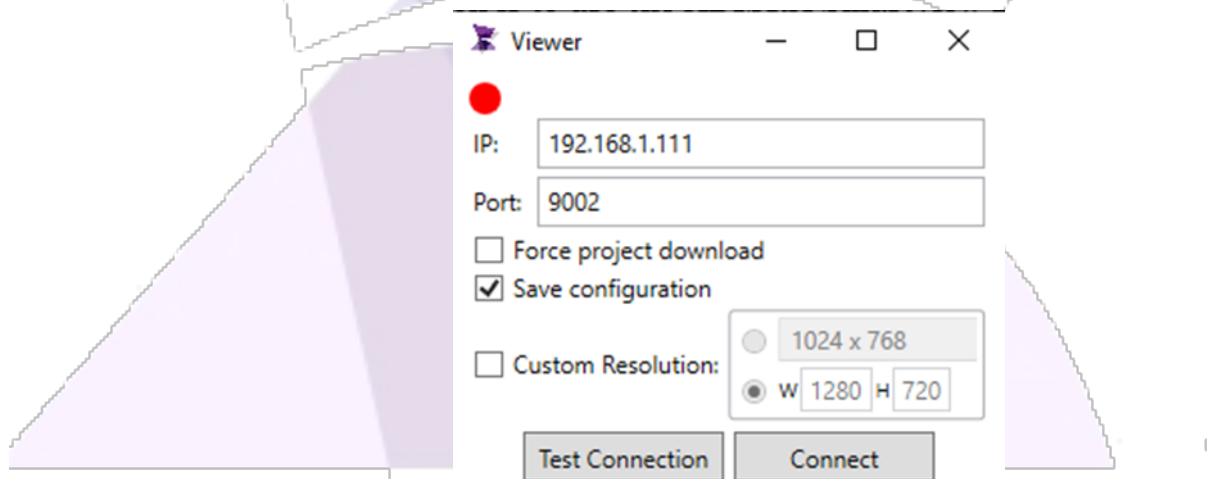 Viewer
IP: 192.168.1.111
Port: 9002
Force project download
Save configuration
1024 x 768
Custom Resolution:
W 1280 H 720
Test Connection Connect